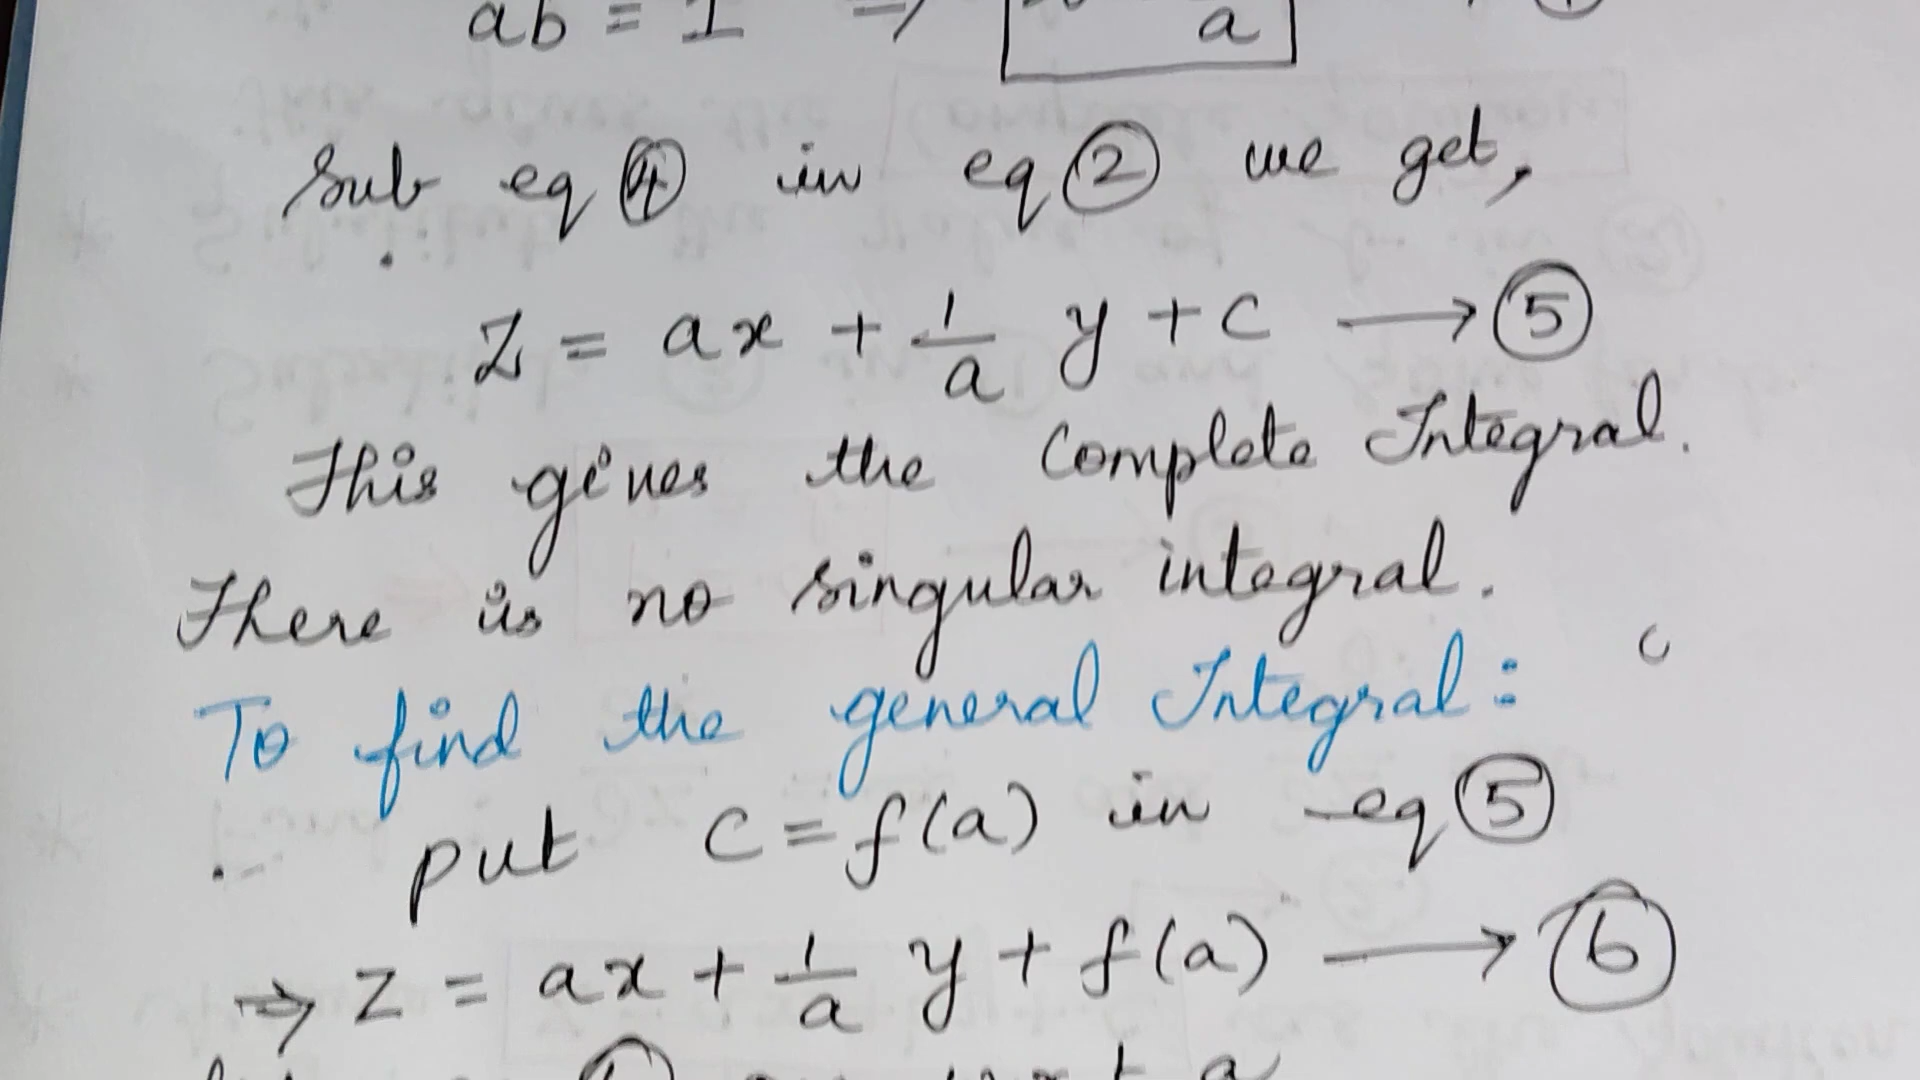 ab = 1 ⇒ a
Sub eq ④ in eq ② we get,
Z = ax + 1/a y + c → ⑤
This gives the Complete Integral.
There is no singular integral.
To find the general Integral:
put c = f(a) in eq ⑤
⇒ Z = ax + 1/a y + f(a) → ⑥